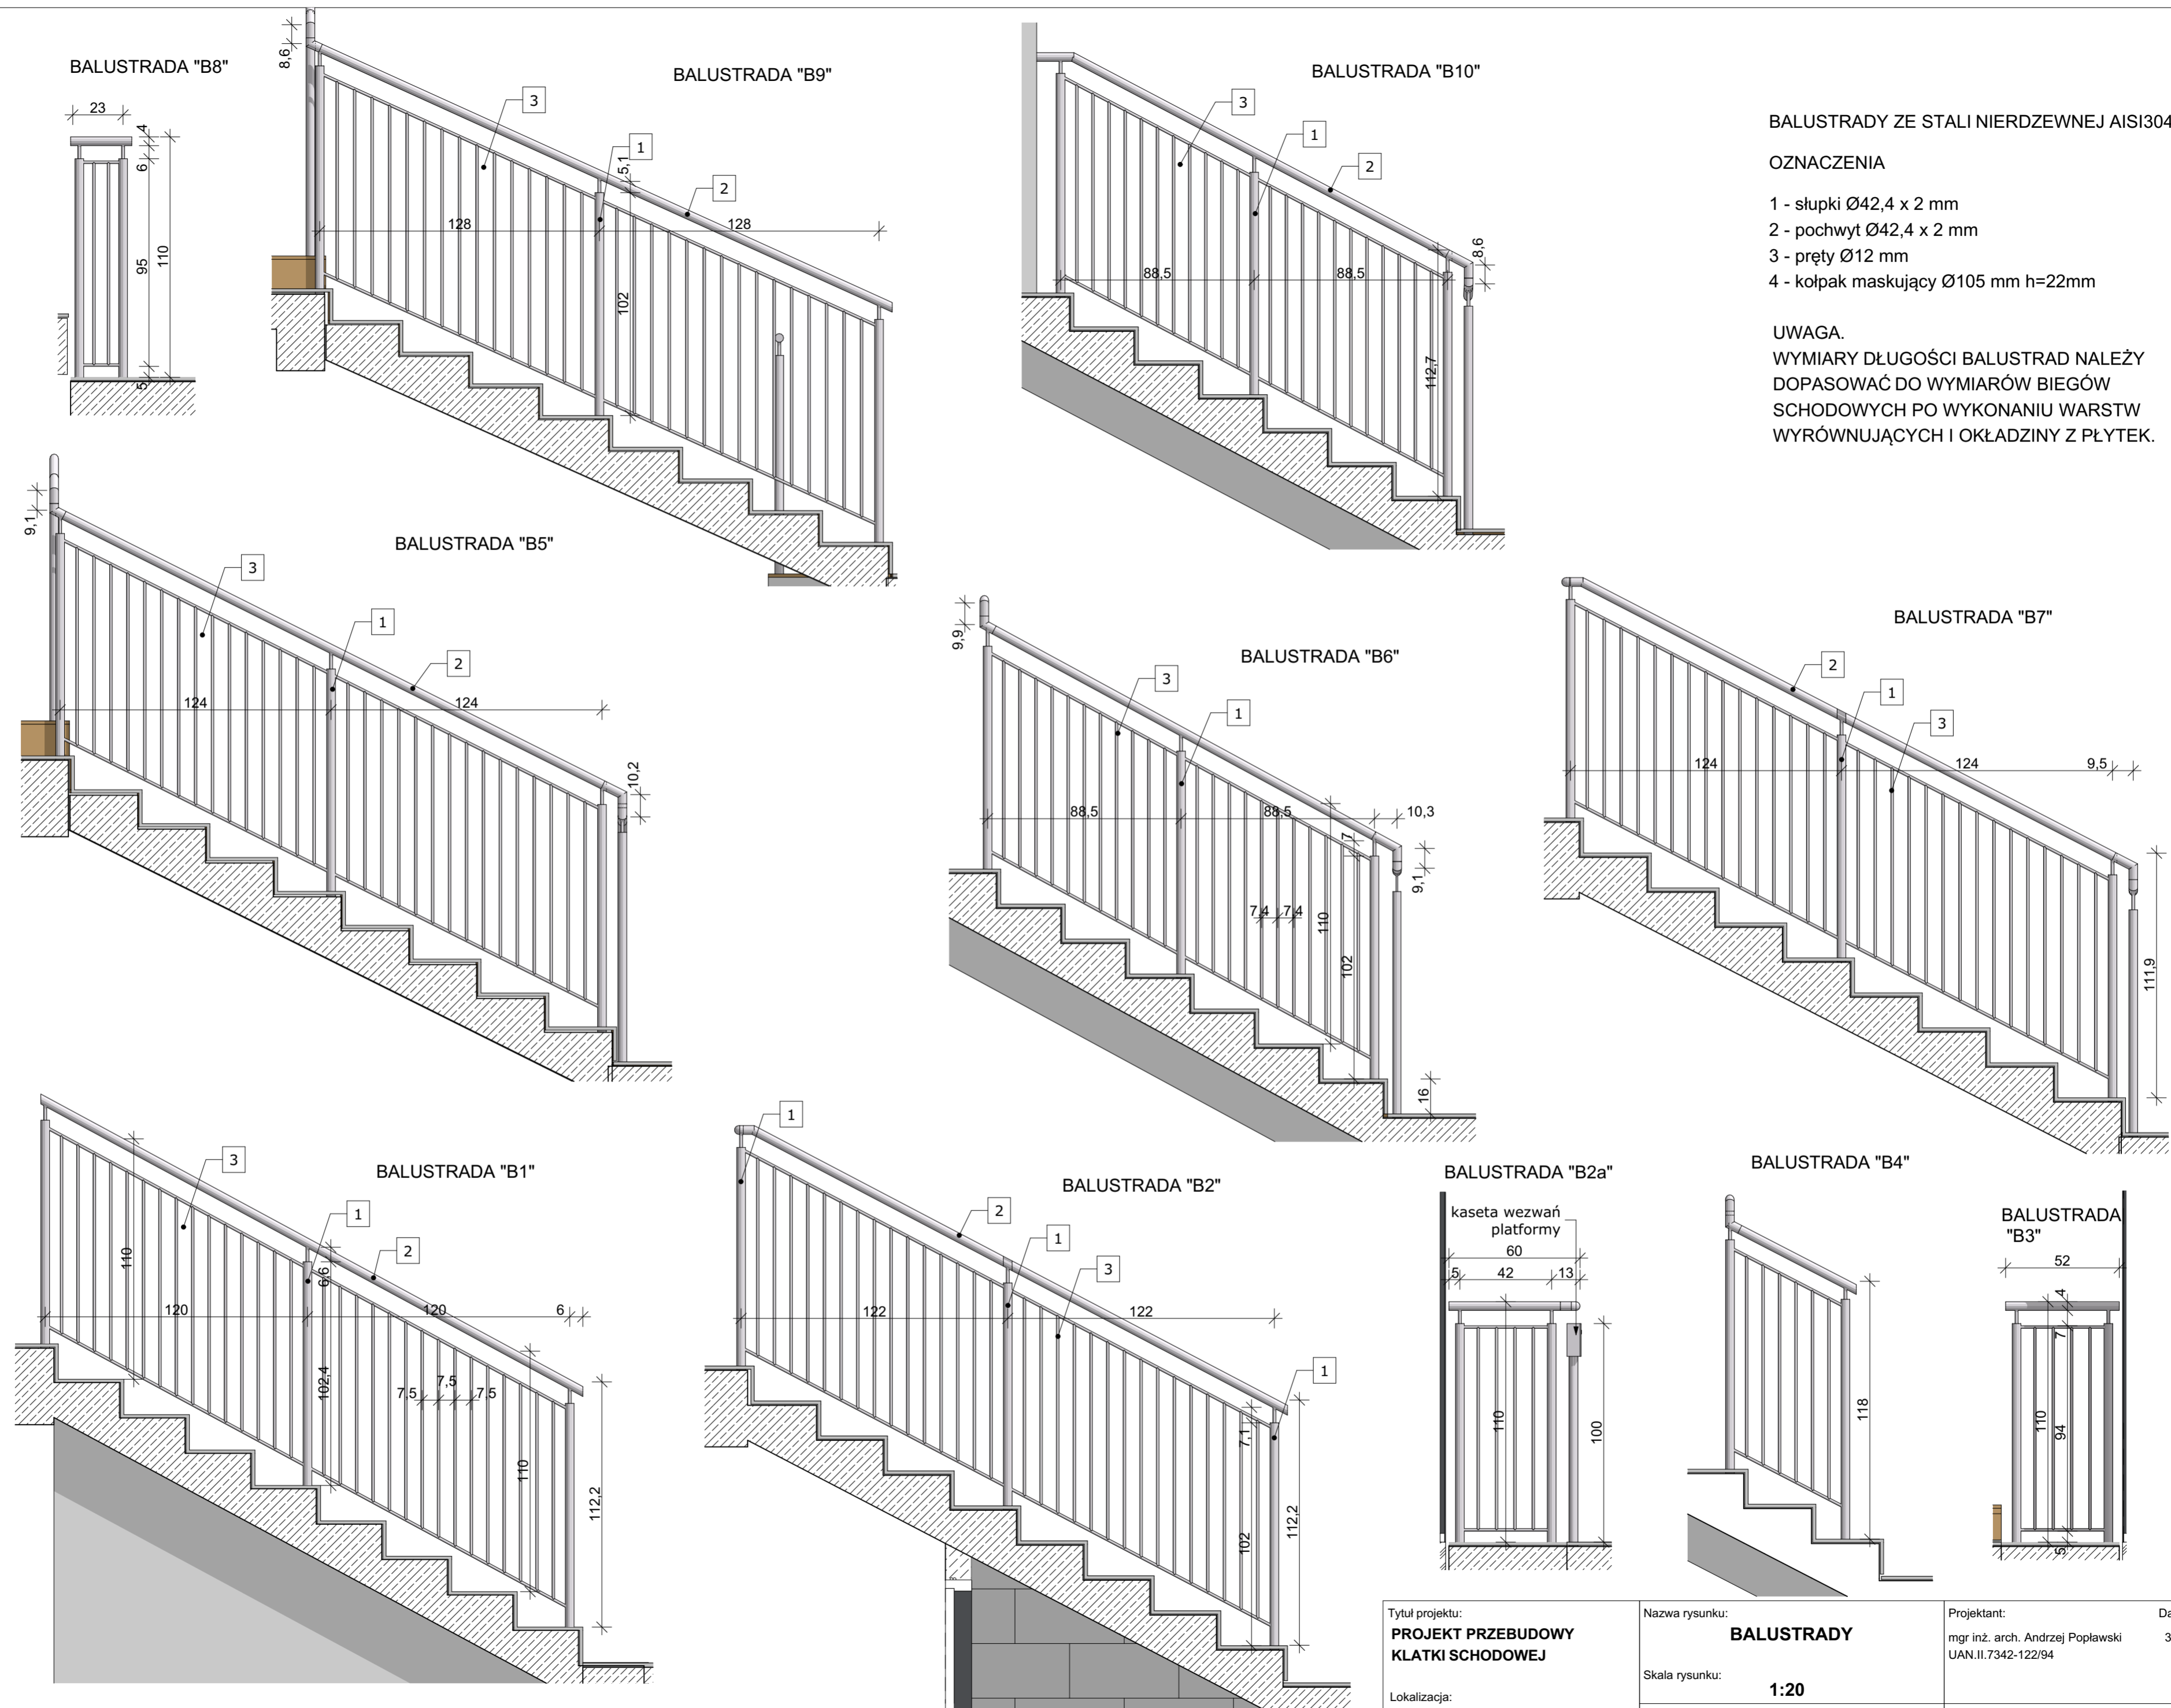 BALUSTRADA "B8"
23
4
6
95
110
5
BALUSTRADA "B9"
8,6
3
1
5,1
2
128
128
102
BALUSTRADA "B10"
3
1
2
88,5
88,5
8,6
112,7
BALUSTRADY ZE STALI NIERDZEWNEJ AISI304
OZNACZENIA
1 - słupki Ø42,4 x 2 mm
2 - pochwyt Ø42,4 x 2 mm
3 - pręty Ø12 mm
4 - kołpak maskujący Ø105 mm h=22mm
UWAGA.
WYMIARY DŁUGOŚCI BALUSTRAD NALEŻY
DOPASOWAĆ DO WYMIARÓW BIEGÓW
SCHODOWYCH PO WYKONANIU WARSTW
WYRÓWNUJĄCYCH I OKŁADZINY Z PŁYTEK.
BALUSTRADA "B5"
9,1
3
1
2
124
124
10,2
BALUSTRADA "B6"
9,9
3
1
88,5
88,5
10,3
7
9,1
7,4
7,4
110
102
16
BALUSTRADA "B7"
2
1
3
124
124
9,5
111,9
BALUSTRADA "B1"
3
1
2
110
6,6
120
120
6
102,4
7,5
7,5
7,5
110
112,2
BALUSTRADA "B2"
1
2
1
3
122
122
1
7,1
102
112,2
BALUSTRADA "B2a"
kaseta wezwań
platformy
60
5
42
13
110
100
BALUSTRADA "B4"
118
BALUSTRADA
"B3"
52
4
7
110
94
5
Tytuł projektu:
PROJEKT PRZEBUDOWY
KLATKI SCHODOWEJ
Lokalizacja:
Nazwa rysunku:
BALUSTRADY
Skala rysunku:
1:20
Projektant:
mgr inż. arch. Andrzej Popławski
UAN.II.7342-122/94